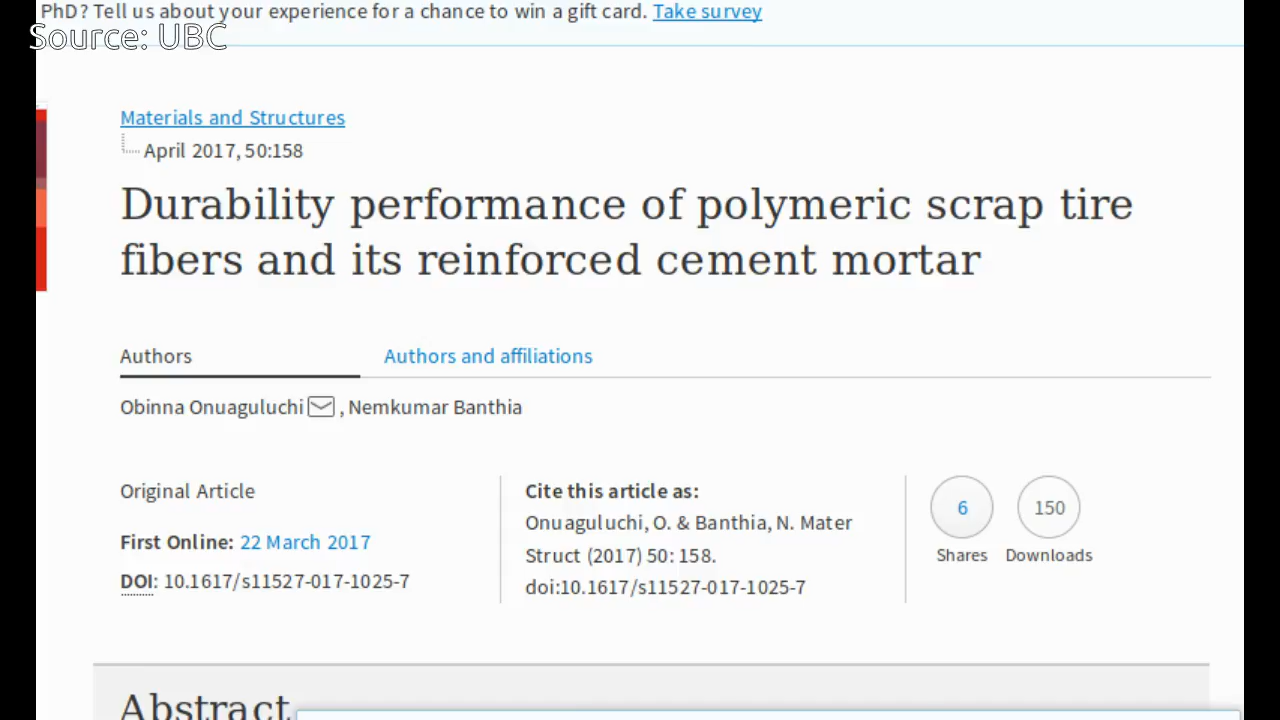 PhD? Tell us about your experience for a chance to win a gift card. Take survey
Source: UBC
Materials and Structures
April 2017, 50:158
Durability performance of polymeric scrap tire
fibers and its reinforced cement mortar
Authors
Authors and affiliations
Obinna Onuaguluchi , Nemkumar Banthia
Original Article
First Online: 22 March 2017
DOI: 10.1617/s11527-017-1025-7
Cite this article as:
Onuaguluchi, O. & Banthia, N. Mater
Struct (2017) 50: 158.
doi:10.1617/s11527-017-1025-7
6
Shares
150
Downloads
Abstract